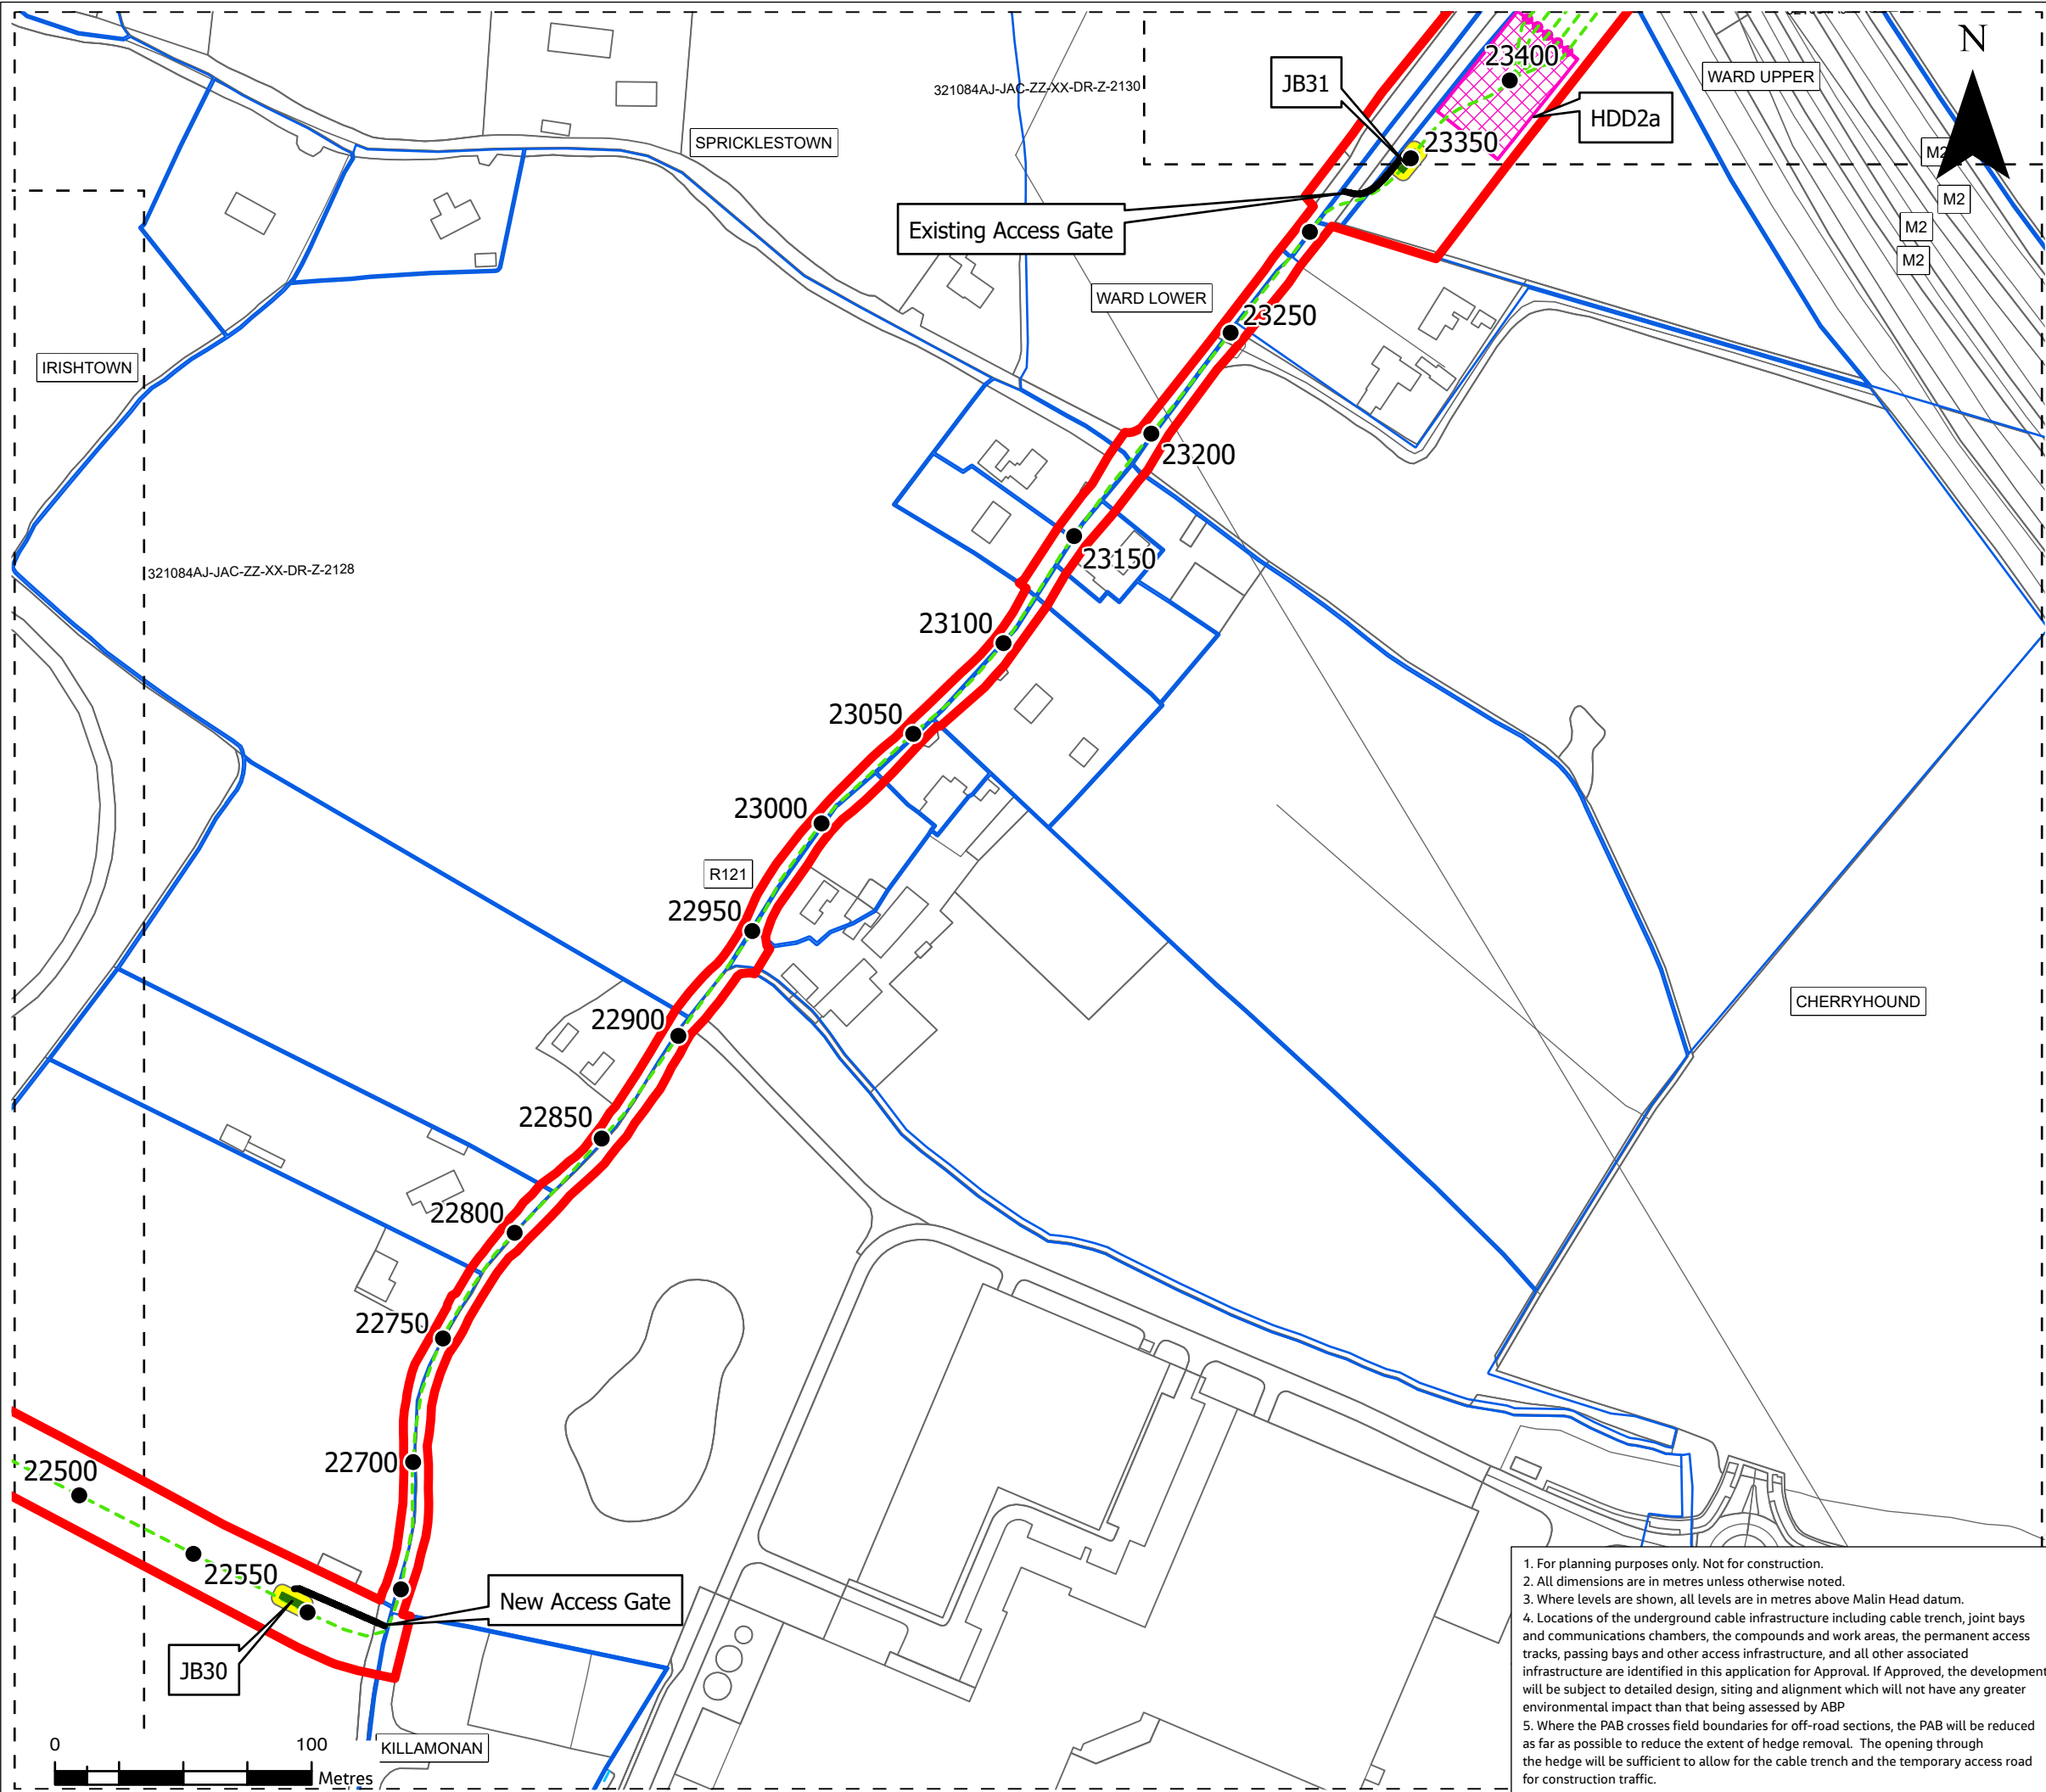 N
23400
WARD UPPER
JB31
321084AJ-JAC-ZZ-XX-DR-Z-2130
HDD2a
SPRICKLESTOWN
23350
M2
M2
M2
Existing Access Gate
M2
WARD LOWER
23250
IRISHTOWN
23200
23150
321084AJ-JAC-ZZ-XX-DR-Z-2128
23100
23050
23000
R121
22950
CHERRYHOUND
22900
22850
22800
22750
22700
22500
22550
New Access Gate
JB30
KILLAMONAN
0 100
Metres
1. For planning purposes only. Not for construction.
2. All dimensions are in metres unless otherwise noted.
3. Where levels are shown, all levels are in metres above Malin Head datum.
4. Locations of the underground cable infrastructure including cable trench, joint bays
and communications chambers, the compounds and work areas, the permanent access
tracks, passing bays and other access infrastructure, and all other associated
infrastructure are identified in this application for Approval. If Approved, the development
will be subject to detailed design, siting and alignment which will not have any greater
environmental impact than that being assessed by ABP
5. Where the PAB crosses field boundaries for off-road sections, the PAB will be reduced
as far as possible to reduce the extent of hedge removal. The opening through
the hedge will be sufficient to allow for the cable trench and the temporary access road
for construction traffic.